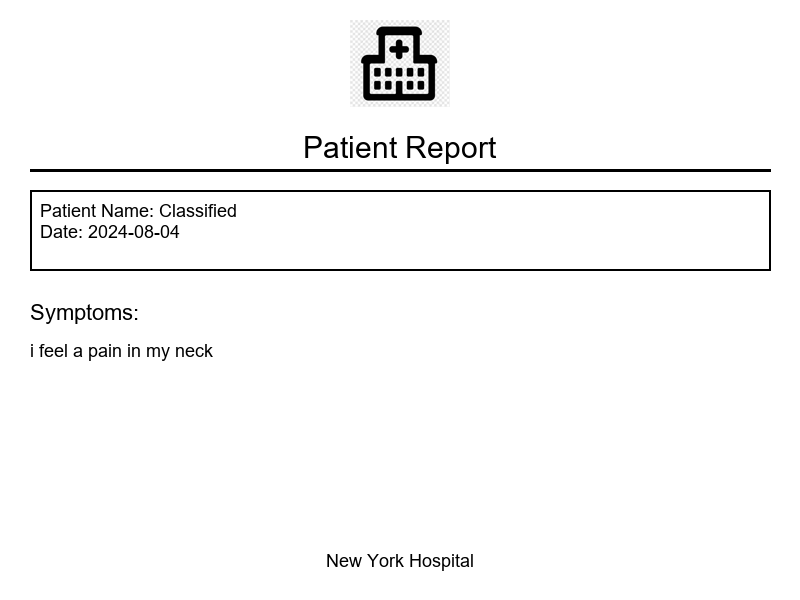 Patient Report
Patient Name: Classified
Date: 2024-08-04
Symptoms:
i feel a pain in my neck
New York Hospital